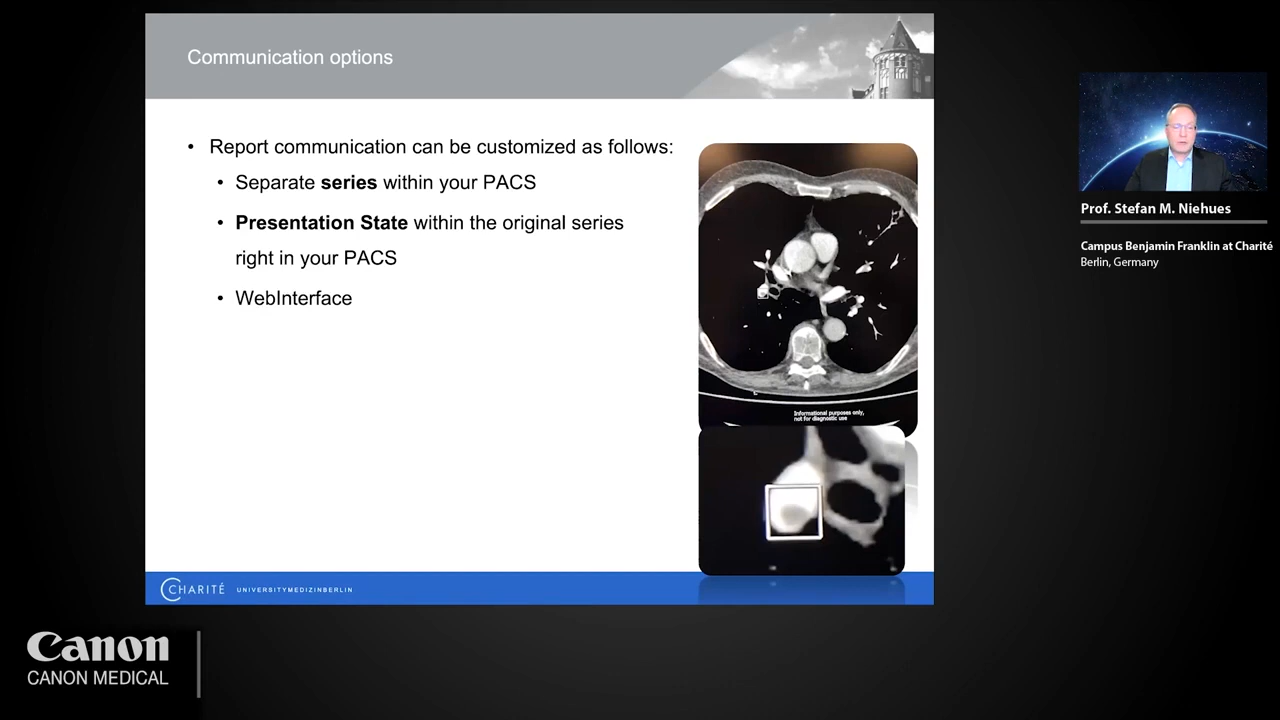 Communication options
• Report communication can be customized as follows:
• Separate series within your PACS
• Presentation State within the original series
right in your PACS
• WebInterface
Informational purposes only,
not for diagnostic use
CHARITÉ UNIVERSITYMEDIZINBERLIN
Prof. Stefan M. Niehues
Campus Benjamin Franklin at Charité
Berlin, Germany
Canon
CANON MEDICAL